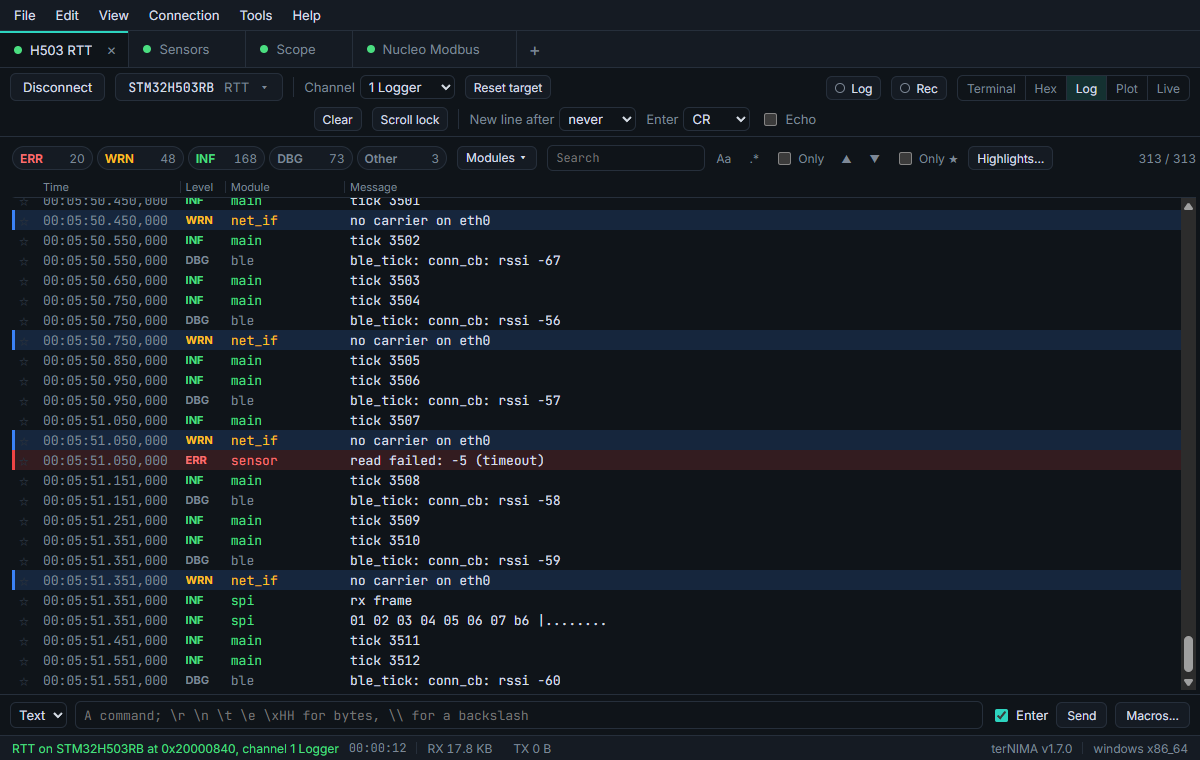 File Edit View Connection Tools Help
H503 RTT × Sensors Scope Nucleo Modbus +
Disconnect STM32H503RB RTT Channel 1 Logger Reset target Log Rec Terminal Hex Log Plot Live
Clear Scroll lock New line after never Enter CR Echo
ERR 20 WRN 48 INF 168 DBG 73 Other 3 Modules Search Aa .* Only ▲ ▼ Only ★ Highlights... 313 / 313
Time Level Module Message
00:05:50.450,000 INF main tick 3501
00:05:50.450,000 WRN net_if no carrier on eth0
00:05:50.550,000 INF main tick 3502
00:05:50.550,000 DBG ble ble_tick: conn_cb: rssi -67
00:05:50.650,000 INF main tick 3503
00:05:50.750,000 INF main tick 3504
00:05:50.750,000 DBG ble ble_tick: conn_cb: rssi -56
00:05:50.750,000 WRN net_if no carrier on eth0
00:05:50.850,000 INF main tick 3505
00:05:50.950,000 INF main tick 3506
00:05:50.950,000 DBG ble ble_tick: conn_cb: rssi -57
00:05:51.050,000 INF main tick 3507
00:05:51.050,000 WRN net_if no carrier on eth0
00:05:51.050,000 ERR sensor read failed: -5 (timeout)
00:05:51.151,000 INF main tick 3508
00:05:51.151,000 DBG ble ble_tick: conn_cb: rssi -58
00:05:51.251,000 INF main tick 3509
00:05:51.351,000 INF main tick 3510
00:05:51.351,000 DBG ble ble_tick: conn_cb: rssi -59
00:05:51.351,000 WRN net_if no carrier on eth0
00:05:51.351,000 INF spi rx frame
00:05:51.351,000 INF spi 01 02 03 04 05 06 07 b6 |........
00:05:51.451,000 INF main tick 3511
00:05:51.551,000 INF main tick 3512
00:05:51.551,000 DBG ble ble_tick: conn_cb: rssi -60
Text A command; \r \n \t \e \xHH for bytes, \\ for a backslash Enter Send Macros...
RTT on STM32H503RB at 0x20000840, channel 1 Logger 00:00:12 RX 17.8 KB TX 0 B terNIMA v1.7.0 windows x86_64